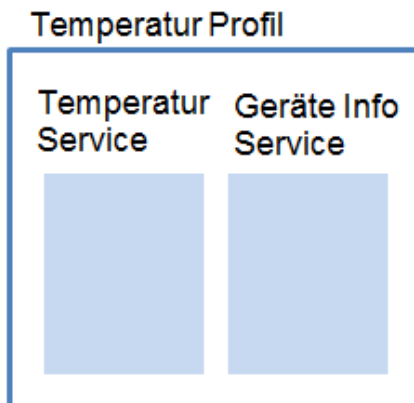 Temperatur Profil
Temperatur
Service
Geräte Info
Service